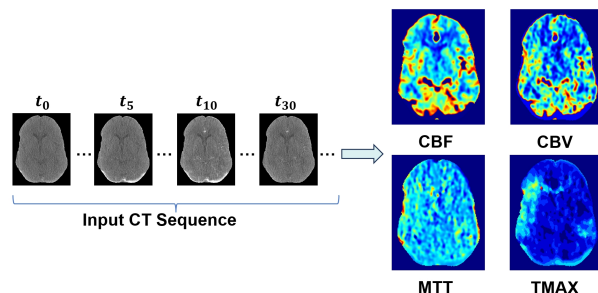 t₀ t₅ t₁₀ t₃₀
... ... ... ...
Input CT Sequence
CBF CBV
MTT TMAX